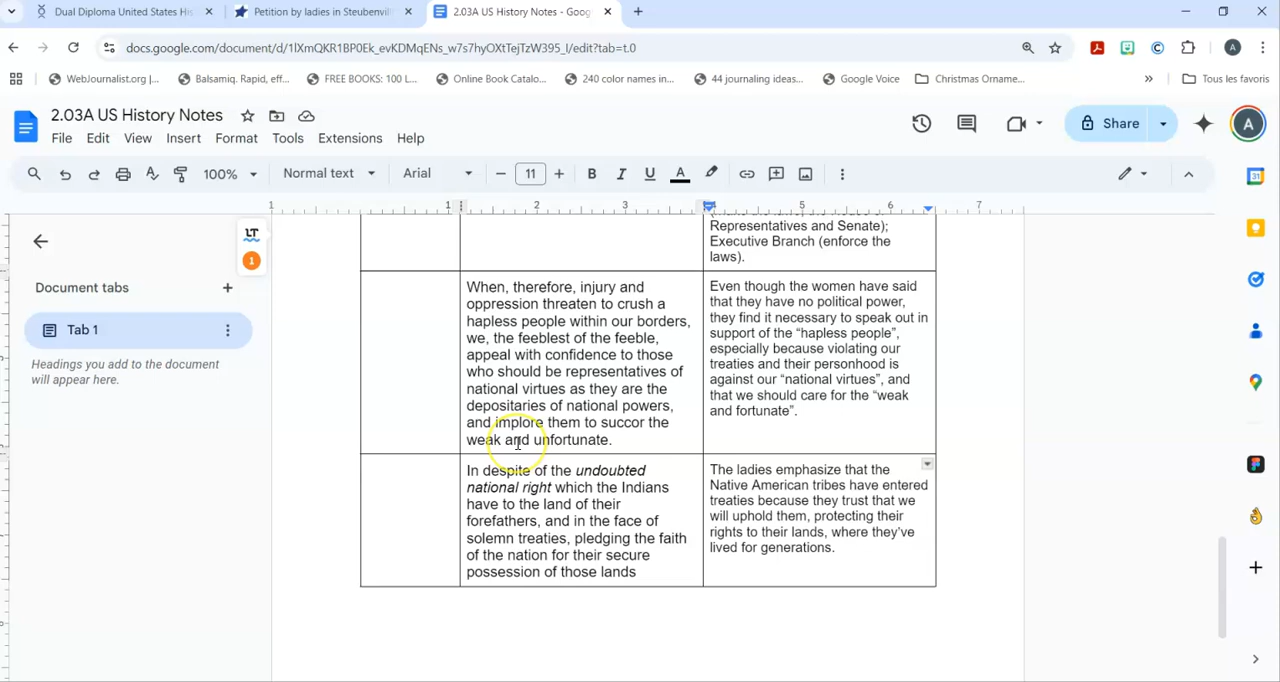 Dual Diploma United States His
Petition by ladies in Steubenvil
2.03A US History Notes - Goog
docs.google.com/document/d/1lXmQKR1BP0Ek_evKDMqENs_w7s7hyOXtTejTzW395_I/edit?tab=t.0
WebJournalist.org |...
Balsamiq. Rapid, eff...
FREE BOOKS: 100 L...
Online Book Catalo...
240 color names in...
44 journaling ideas...
Google Voice
Christmas Orname...
Tous les favoris
2.03A US History Notes
File Edit View Insert Format Tools Extensions Help
Share
A
100% Normal text Arial 11 B I U A
1 1 2 3 4 5 6 7
LT
1
Document tabs
Tab 1
Headings you add to the document
will appear here.
Representatives and Senate);
Executive Branch (enforce the
laws).
When, therefore, injury and
oppression threaten to crush a
hapless people within our borders,
we, the feeblest of the feeble,
appeal with confidence to those
who should be representatives of
national virtues as they are the
depositaries of national powers,
and implore them to succor the
weak and unfortunate.
Even though the women have said
that they have no political power,
they find it necessary to speak out in
support of the “hapless people”,
especially because violating our
treaties and their personhood is
against our “national virtues”, and
that we should care for the “weak
and fortunate”.
In despite of the undoubted
national right which the Indians
have to the land of their
forefathers, and in the face of
solemn treaties, pledging the faith
of the nation for their secure
possession of those lands
The ladies emphasize that the
Native American tribes have entered
treaties because they trust that we
will uphold them, protecting their
rights to their lands, where they’ve
lived for generations.